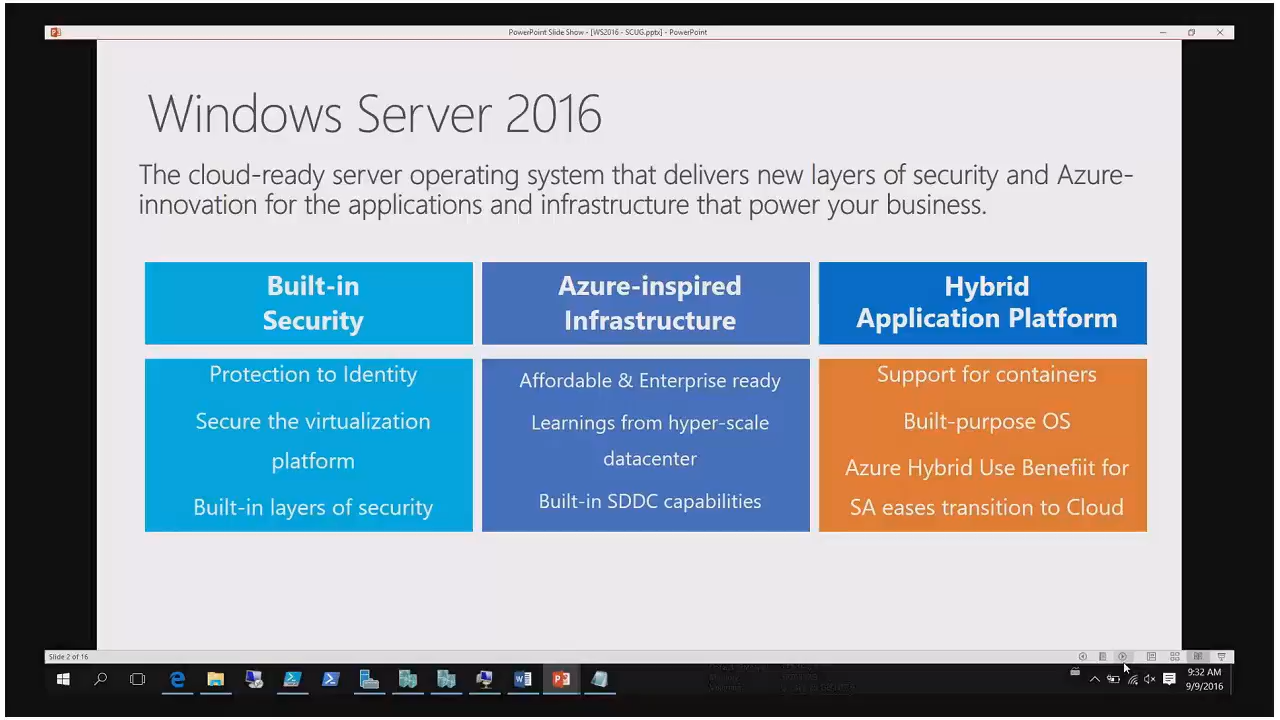 PowerPoint Slide Show - [WS2016 - SCUG.pptx] - PowerPoint
Windows Server 2016
The cloud-ready server operating system that delivers new layers of security and Azure-
innovation for the applications and infrastructure that power your business.
Built-in
Security
Azure-inspired
Infrastructure
Hybrid
Application Platform
Protection to Identity
Secure the virtualization
platform
Built-in layers of security
Affordable & Enterprise ready
Learnings from hyper-scale
datacenter
Built-in SDDC capabilities
Support for containers
Built-purpose OS
Azure Hybrid Use Benefiit for
SA eases transition to Cloud
Slide 2 of 16
9:32 AM
9/9/2016